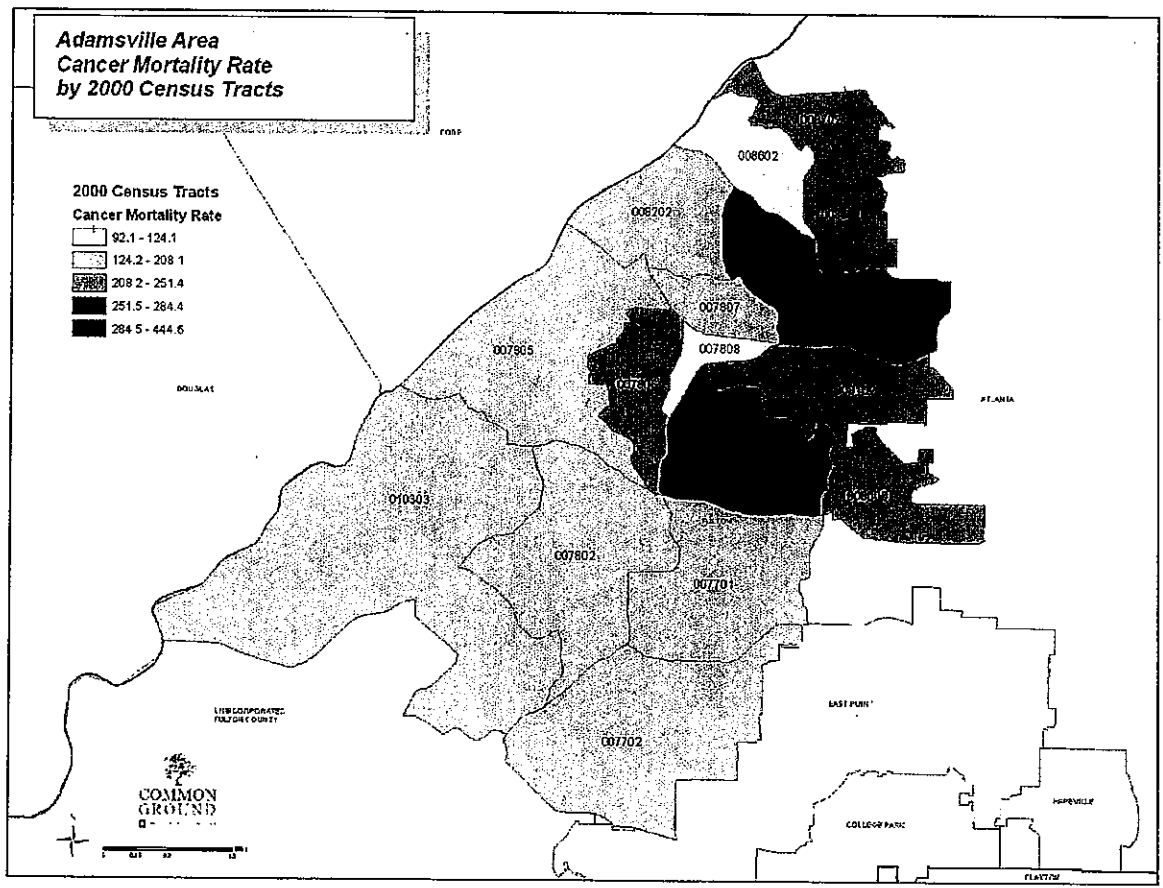 Adamsville Area
Cancer Mortality Rate
by 2000 Census Tracts
2000 Census Tracts
Cancer Mortality Rate
92.1 - 124.1
124.2 - 208.1
208.2 - 251.4
251.5 - 284.4
284.5 - 444.6
008602
008202
007807
007808
007805
010303
007802
007701
007702
DOUGLAS
ATLANTA
UNINCORPORATED
FULTON COUNTY
EAST POINT
HAPEVILLE
COLLEGE PARK
CLAYTON
COMMON
GROUND